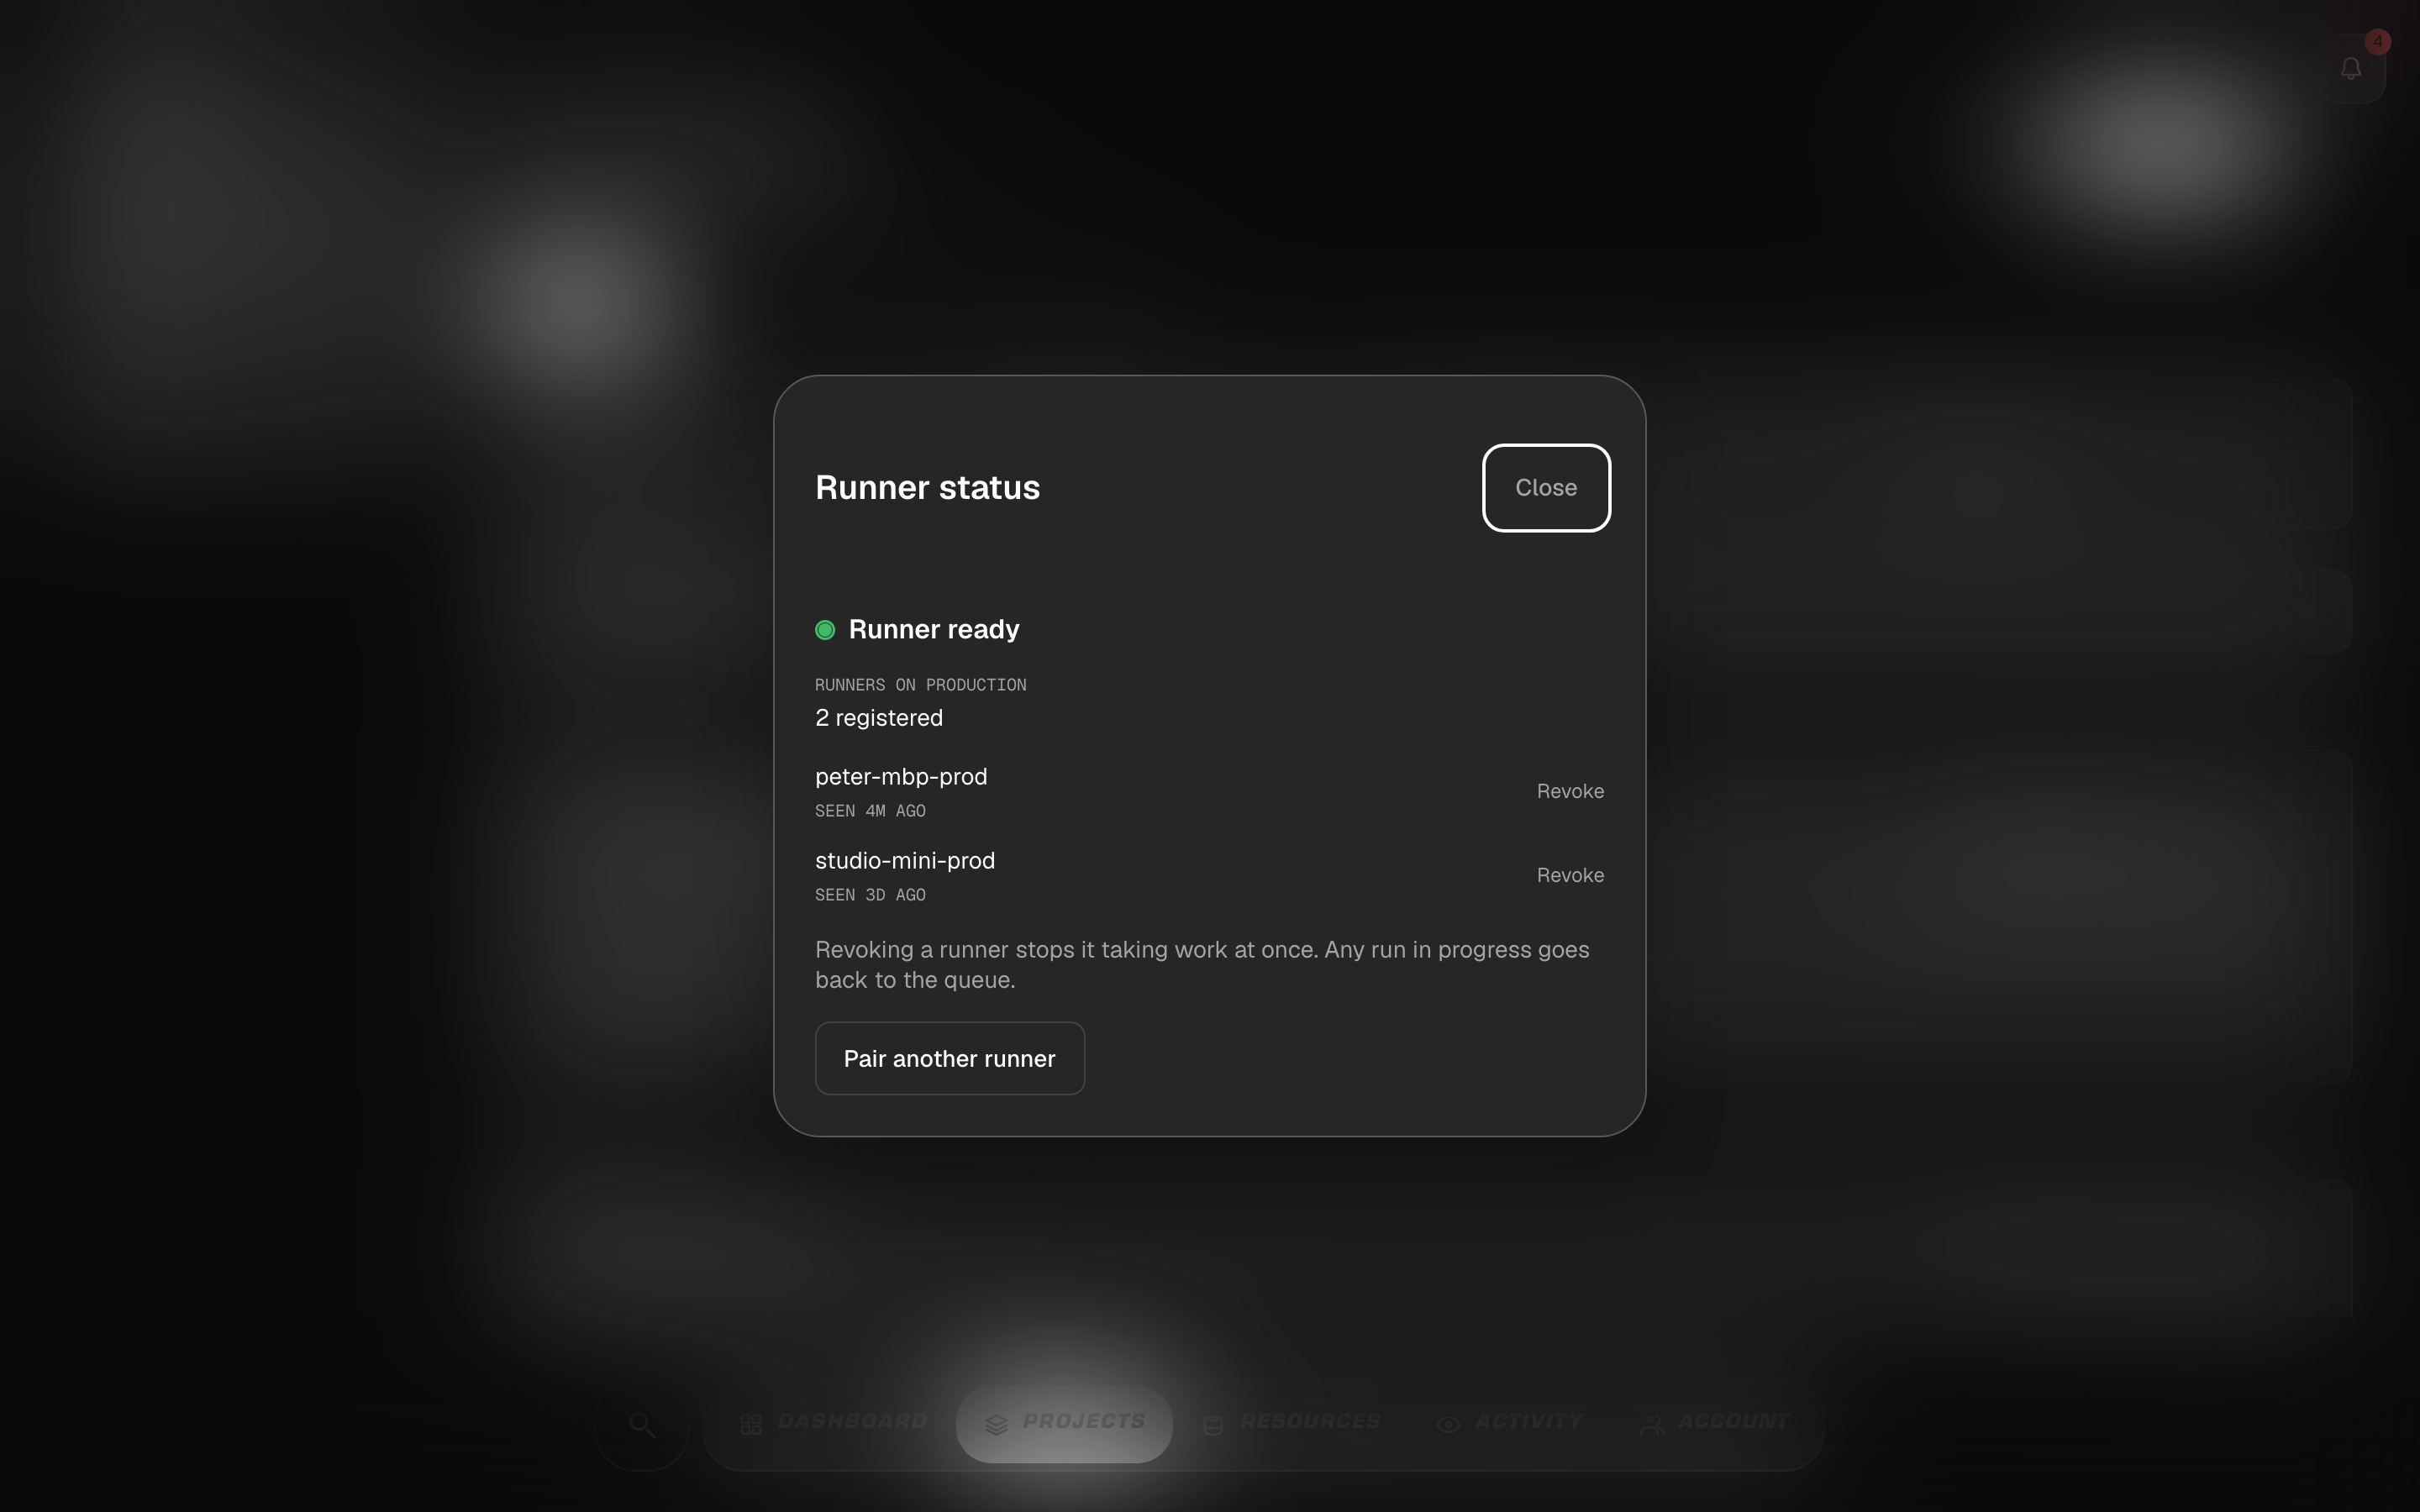 4
Runner status
Close
Runner ready
RUNNERS ON PRODUCTION
2 registered
peter-mbp-prod
Revoke
SEEN 4M AGO
studio-mini-prod
Revoke
SEEN 3D AGO
Revoking a runner stops it taking work at once. Any run in progress goes
back to the queue.
Pair another runner
DASHBOARD
PROJECTS
RESOURCES
ACTIVITY
ACCOUNT